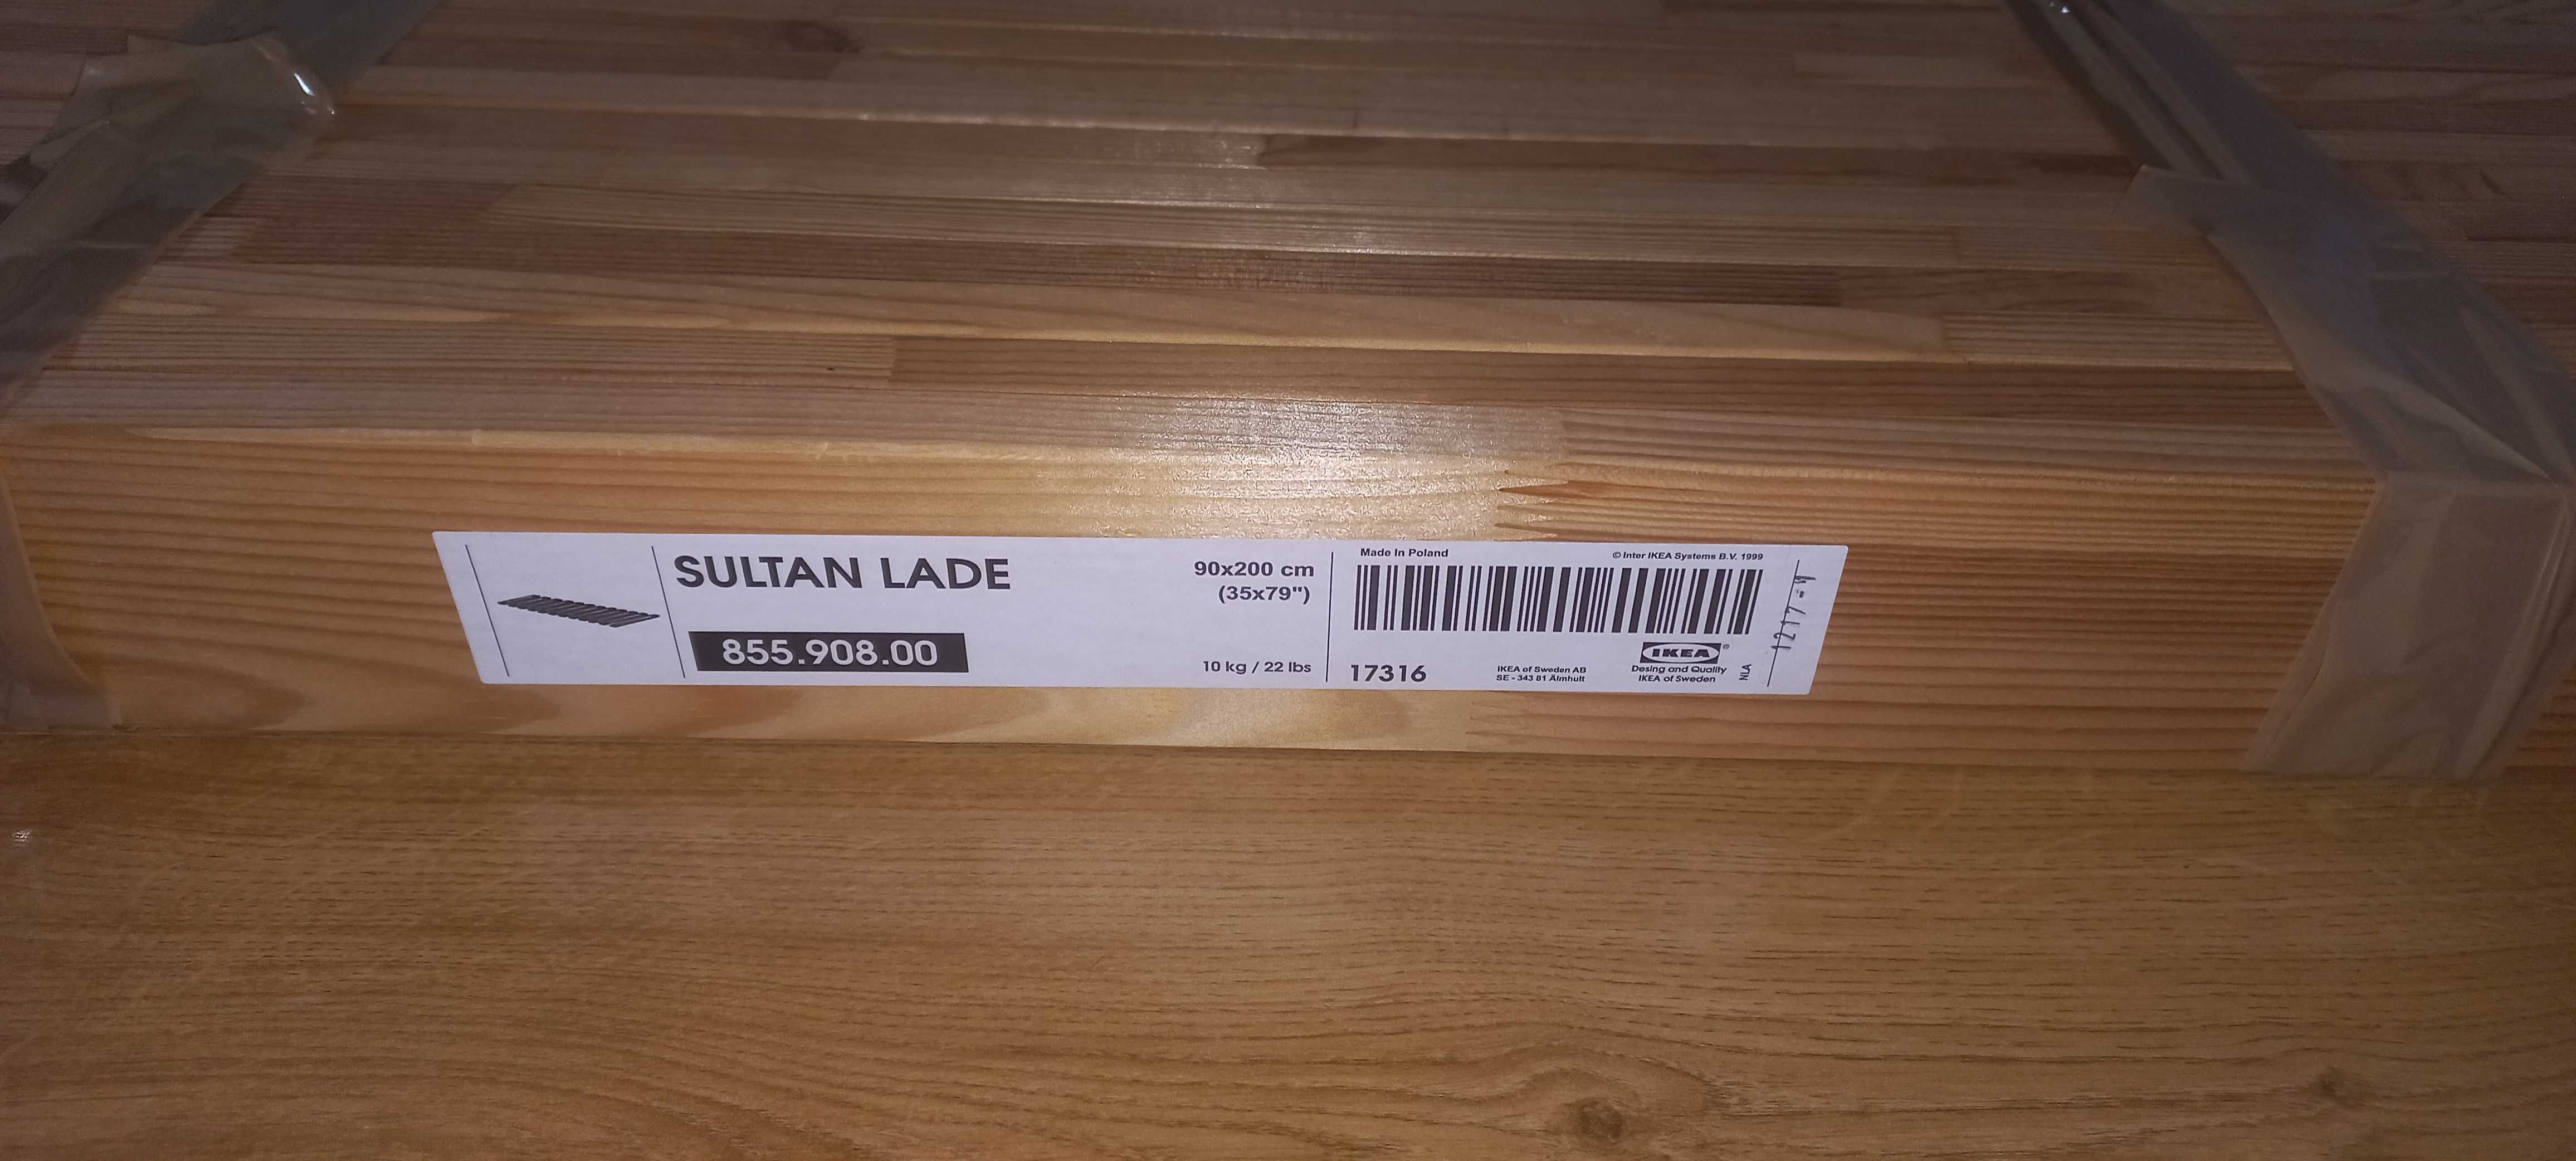 SULTAN LADE
855.908.00
90x200 cm
(35x79")
10 kg / 22 lbs
Made In Poland
© Inter IKEA Systems B.V. 1999
17316
IKEA of Sweden AB
SE - 343 81 Älmhult
IKEA®
Desing and Quality
IKEA of Sweden
NLA